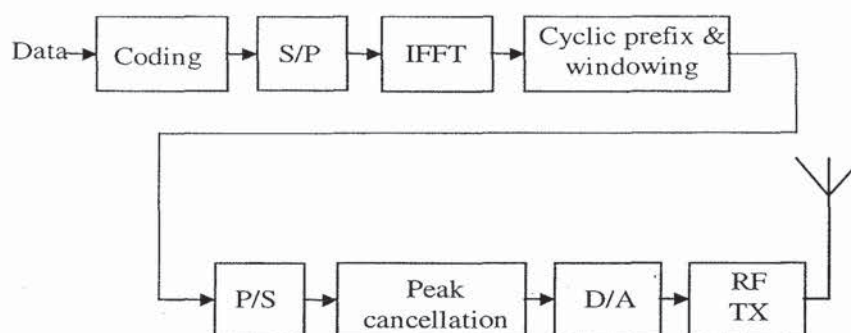 Data
Coding
S/P
IFFT
Cyclic prefix &
windowing
P/S
Peak
cancellation
D/A
RF
TX